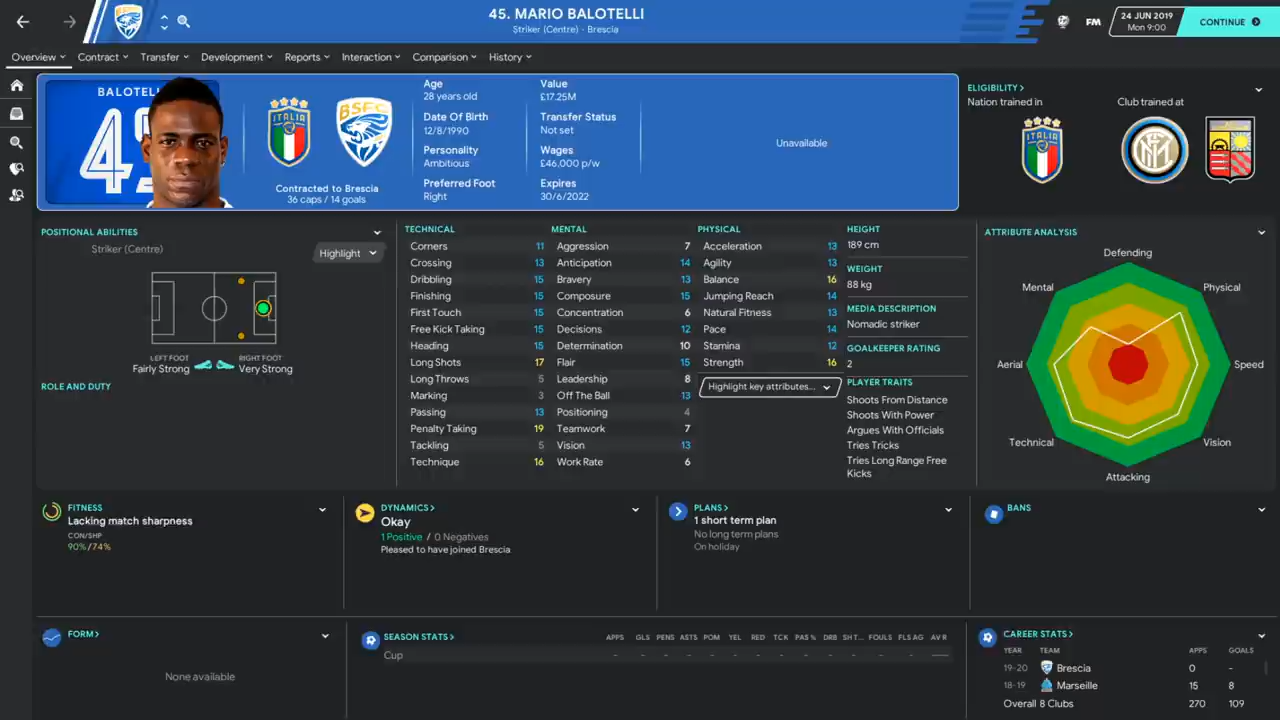 45. MARIO BALOTELLI
Striker (Centre) - Brescia
FM
24 JUN 2019
Mon 9:00
CONTINUE
Overview
Contract
Transfer
Development
Reports
Interaction
Comparison
History
BALOTELLI
45
ITALIA
BSFC
Contracted to Brescia
36 caps / 14 goals
Age
28 years old
Date Of Birth
12/8/1990
Personality
Ambitious
Preferred Foot
Right
Value
£17.25M
Transfer Status
Not set
Wages
£46,000 p/w
Expires
30/6/2022
Unavailable
ELIGIBILITY
Nation trained in
Club trained at
ITALIA
POSITIONAL ABILITIES
Striker (Centre)
Highlight
LEFT FOOT
Fairly Strong
RIGHT FOOT
Very Strong
ROLE AND DUTY
TECHNICAL
Corners 11
Crossing 13
Dribbling 15
Finishing 15
First Touch 15
Free Kick Taking 15
Heading 15
Long Shots 17
Long Throws 5
Marking 3
Passing 13
Penalty Taking 19
Tackling 5
Technique 16
MENTAL
Aggression 7
Anticipation 14
Bravery 13
Composure 15
Concentration 6
Decisions 12
Determination 10
Flair 15
Leadership 8
Off The Ball 13
Positioning 4
Teamwork 7
Vision 13
Work Rate 6
PHYSICAL
Acceleration 13
Agility 13
Balance 16
Jumping Reach 14
Natural Fitness 13
Pace 14
Stamina 12
Strength 16
Highlight key attributes...
HEIGHT
189 cm
WEIGHT
88 kg
MEDIA DESCRIPTION
Nomadic striker
GOALKEEPER RATING
2
PLAYER TRAITS
Shoots From Distance
Shoots With Power
Argues With Officials
Tries Tricks
Tries Long Range Free
Kicks
ATTRIBUTE ANALYSIS
Defending
Mental
Physical
Aerial
Speed
Technical
Vision
Attacking
FITNESS
Lacking match sharpness
CON/SHP
90%/74%
DYNAMICS
Okay
1 Positive / 0 Negatives
Pleased to have joined Brescia
PLANS
1 short term plan
No long term plans
On holiday
BANS
FORM
None available
SEASON STATS
APPS GLS PENS ASTS POM YEL RED TCK PAS % DRB SH T... FOULS FLS AG AV R
Cup - - - - - - - - - - - - - -
CAREER STATS
YEAR TEAM APPS GOALS
19-20 Brescia 0 -
18-19 Marseille 15 8
Overall 8 Clubs 270 109